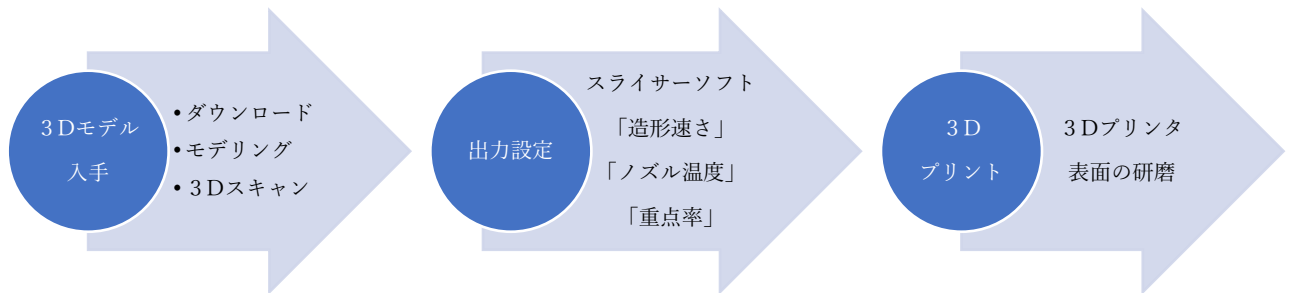 ３Dモデル
入手
•ダウンロード
•モデリング
•３Dスキャン
出力設定
スライサーソフト
「造形速さ」
「ノズル温度」
「重点率」
３D
プリント
３Dプリンタ
表面の研磨